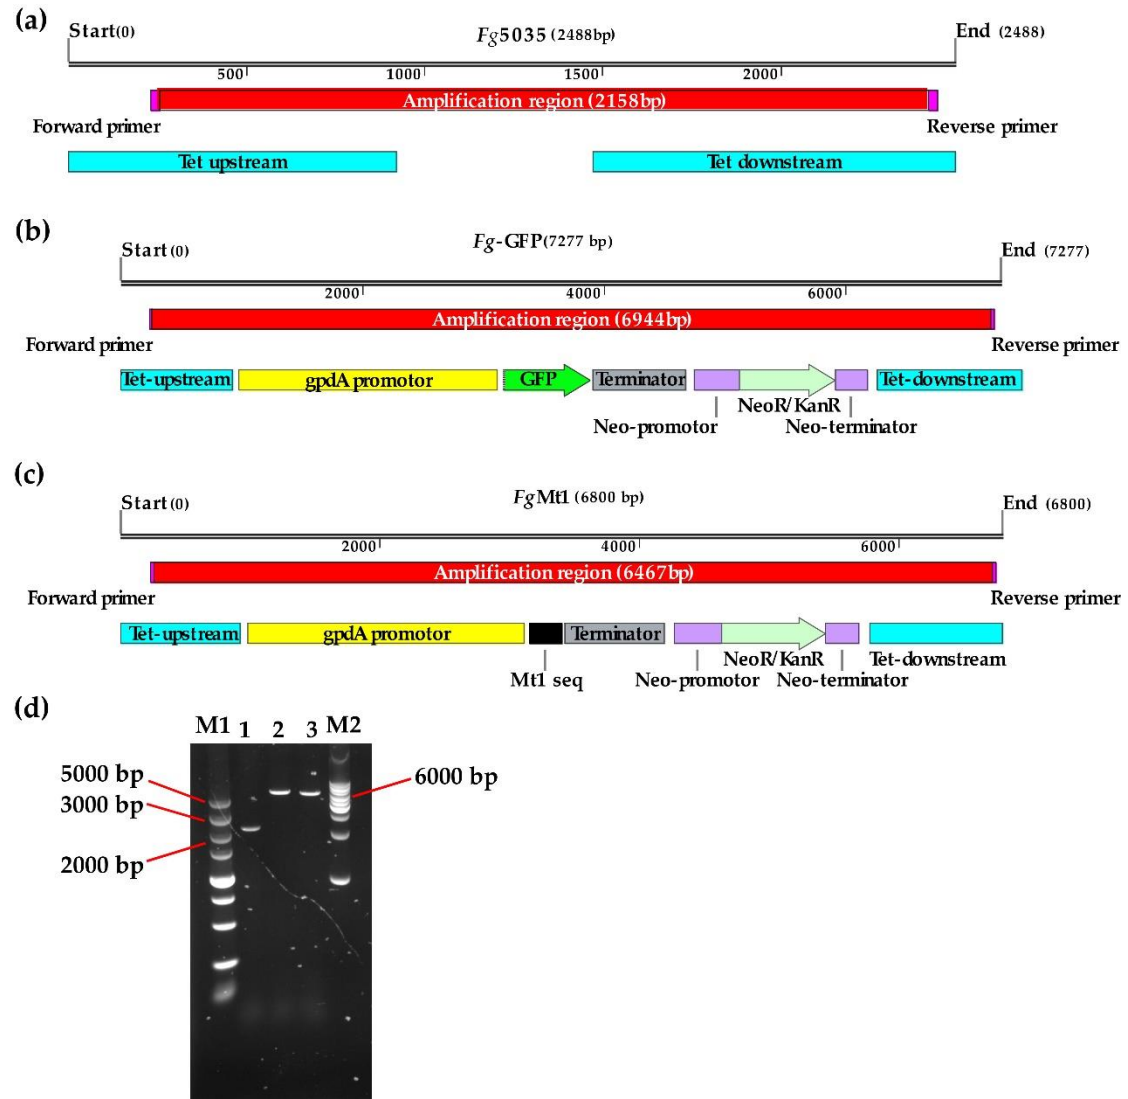 (a)
Start(0)
Fg5035 (2488bp)
End (2488)
500
1000
1500
2000
Amplification region (2158bp)
Forward primer
Reverse primer
Tet upstream
Tet downstream
(b)
Start(0)
Fg-GFP(7277 bp)
End (7277)
2000
4000
6000
Amplification region (6944bp)
Forward primer
Reverse primer
Tet-upstream
gpdA promotor
GFP
Terminator
NeoR/KanR
Tet-downstream
Neo-promotor
Neo-terminator
(c)
Start(0)
FgMt1 (6800 bp)
End (6800)
2000
4000
6000
Amplification region (6467bp)
Forward primer
Reverse primer
Tet-upstream
gpdA promotor
Terminator
NeoR/KanR
Tet-downstream
Mt1 seq
Neo-promotor
Neo-terminator
(d)
M1 1 2 3 M2
5000 bp
6000 bp
3000 bp
2000 bp